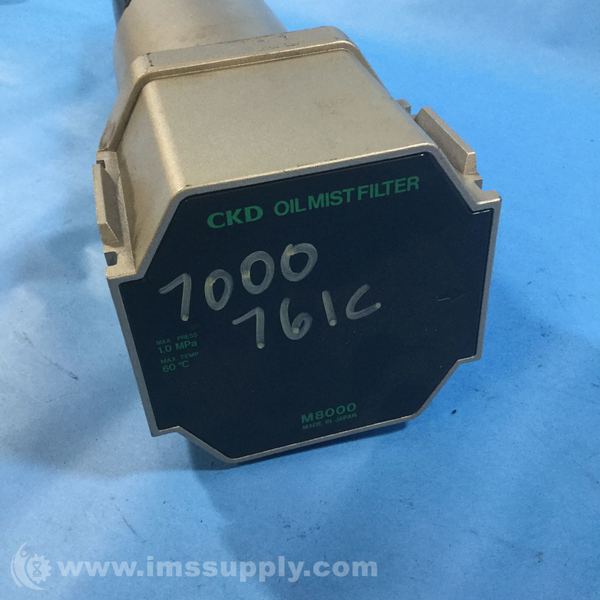 CKD OIL MIST FILTER
7000
761C
MAX PRESS
1.0 MPa
MAX TEMP
60℃
M8000
MADE IN JAPAN
www.imssupply.com